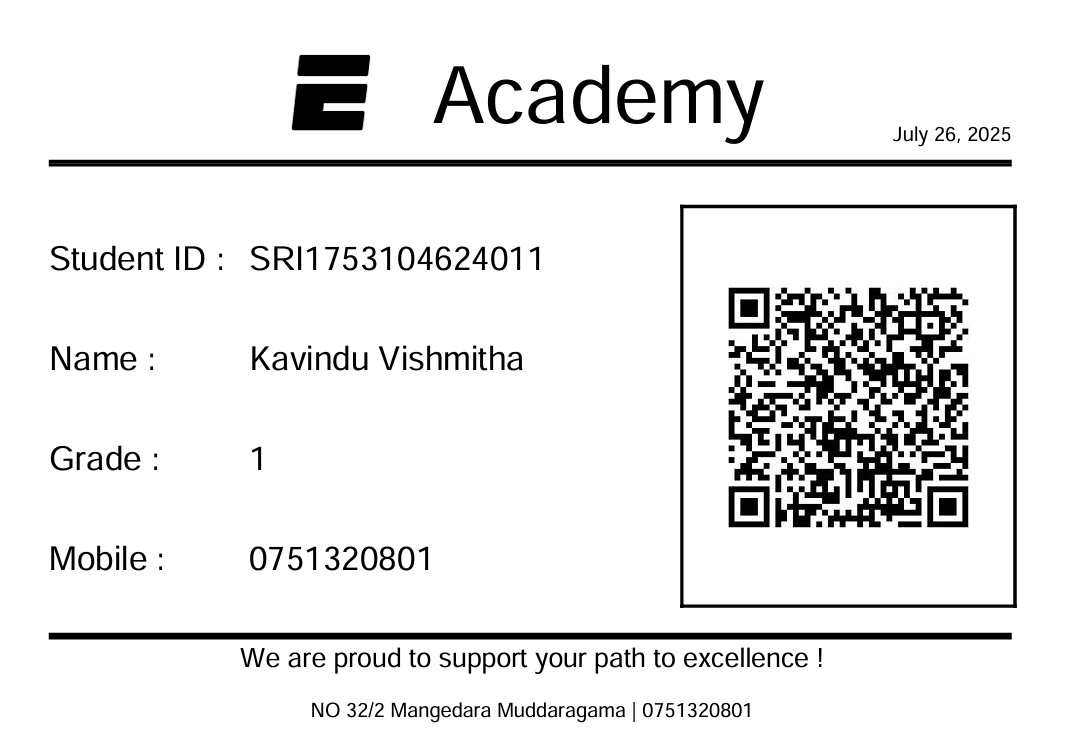 E Academy
July 26, 2025
Student ID : SRI1753104624011
Name : Kavindu Vishmitha
Grade : 1
Mobile : 0751320801
We are proud to support your path to excellence !
NO 32/2 Mangedara Muddaragama | 0751320801